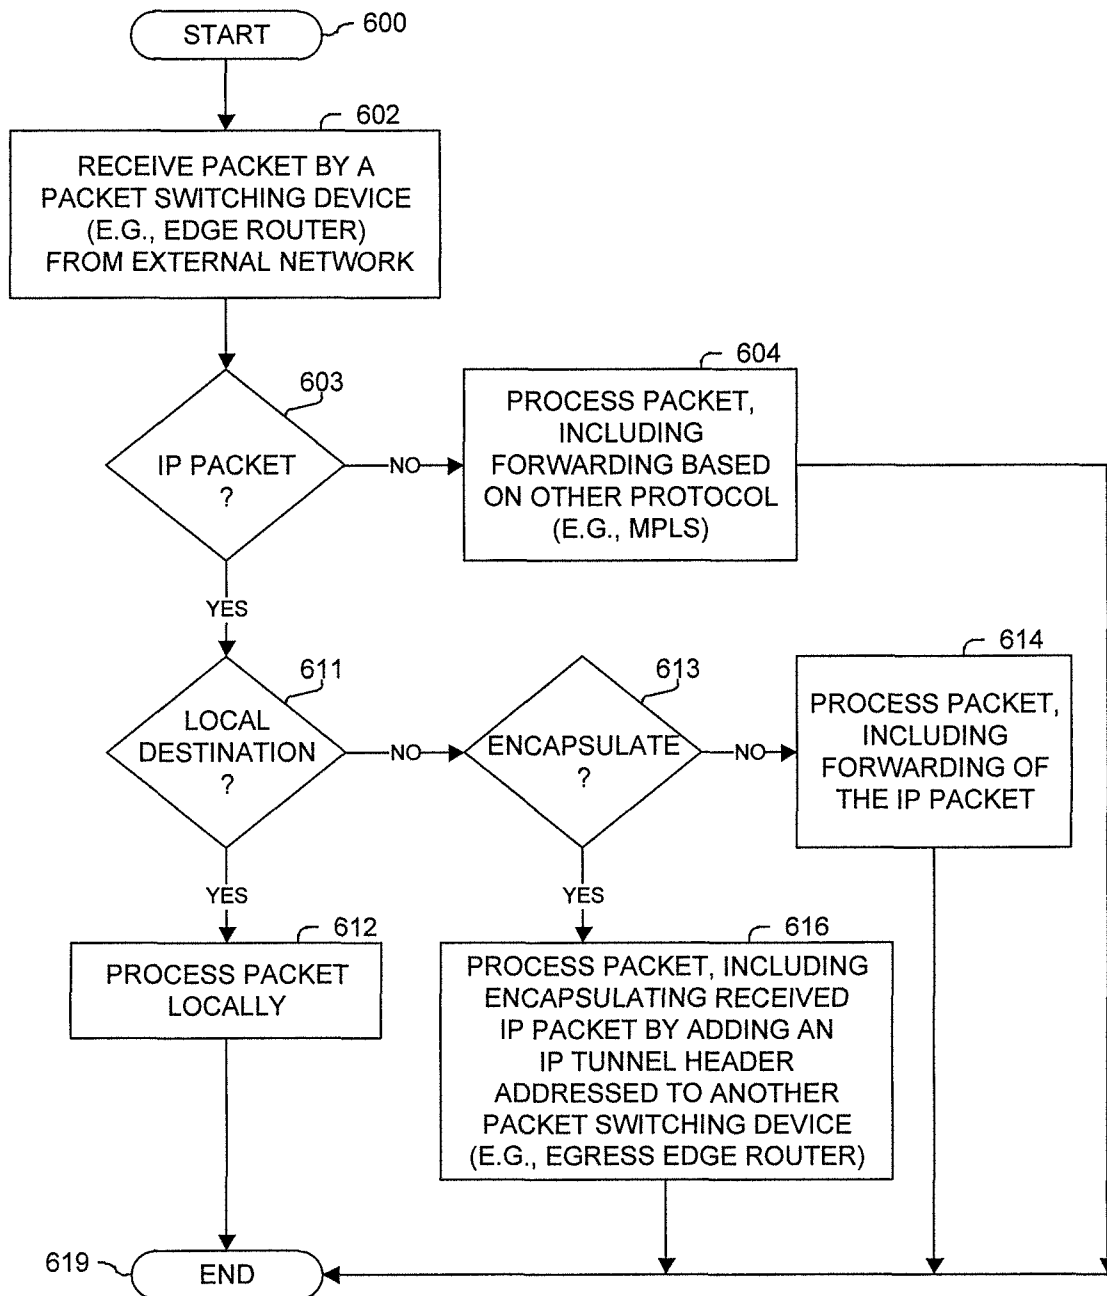 START
600
602
RECEIVE PACKET BY A
PACKET SWITCHING DEVICE
(E.G., EDGE ROUTER)
FROM EXTERNAL NETWORK
603
IP PACKET
?
NO
604
PROCESS PACKET,
INCLUDING
FORWARDING BASED
ON OTHER PROTOCOL
(E.G., MPLS)
YES
611
LOCAL
DESTINATION
?
NO
613
ENCAPSULATE
?
NO
614
PROCESS PACKET,
INCLUDING
FORWARDING OF
THE IP PACKET
YES
612
PROCESS PACKET
LOCALLY
YES
616
PROCESS PACKET, INCLUDING
ENCAPSULATING RECEIVED
IP PACKET BY ADDING AN
IP TUNNEL HEADER
ADDRESSED TO ANOTHER
PACKET SWITCHING DEVICE
(E.G., EGRESS EDGE ROUTER)
619
END